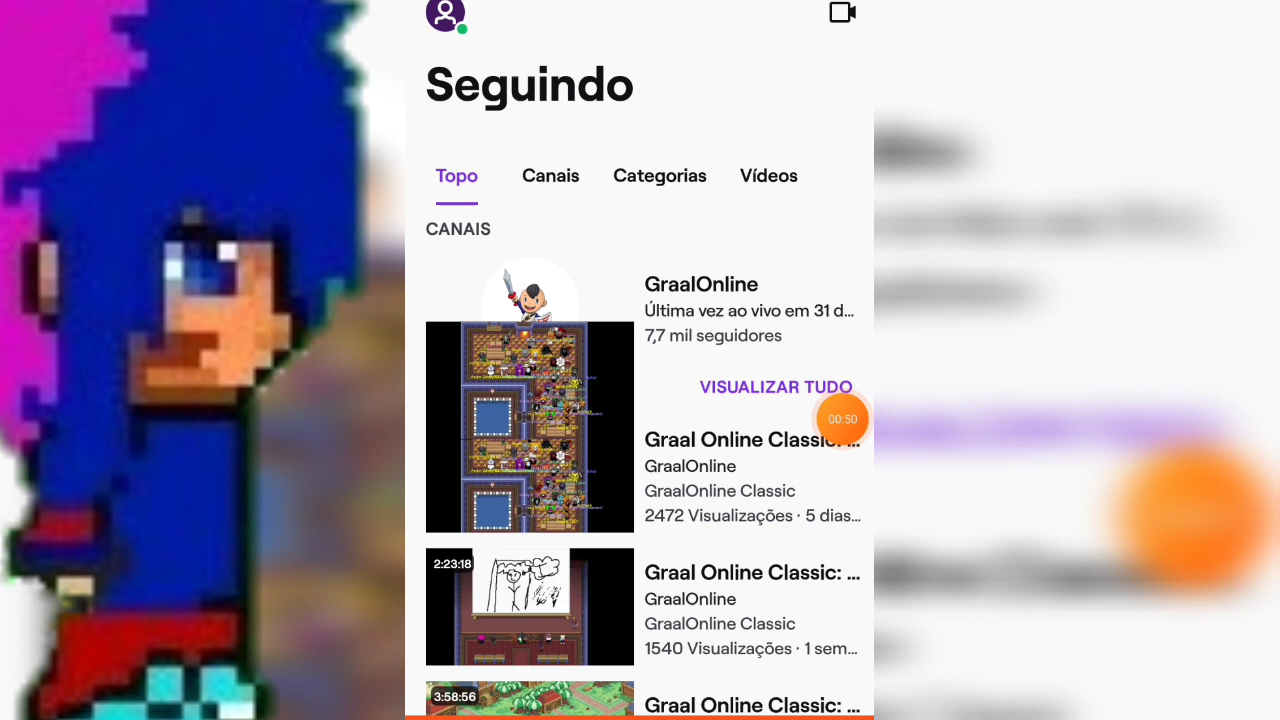 Seguindo
Topo Canais Categorias Vídeos
CANAIS
GraalOnline
Última vez ao vivo em 31 d...
7,7 mil seguidores
VISUALIZAR TUDO
00:50
Graal Online Classic: ...
GraalOnline
GraalOnline Classic
2472 Visualizações · 5 dias...
2:23:18
Graal Online Classic: ...
GraalOnline
GraalOnline Classic
1540 Visualizações · 1 sem...
3:58:56
Graal Online Classic: ...